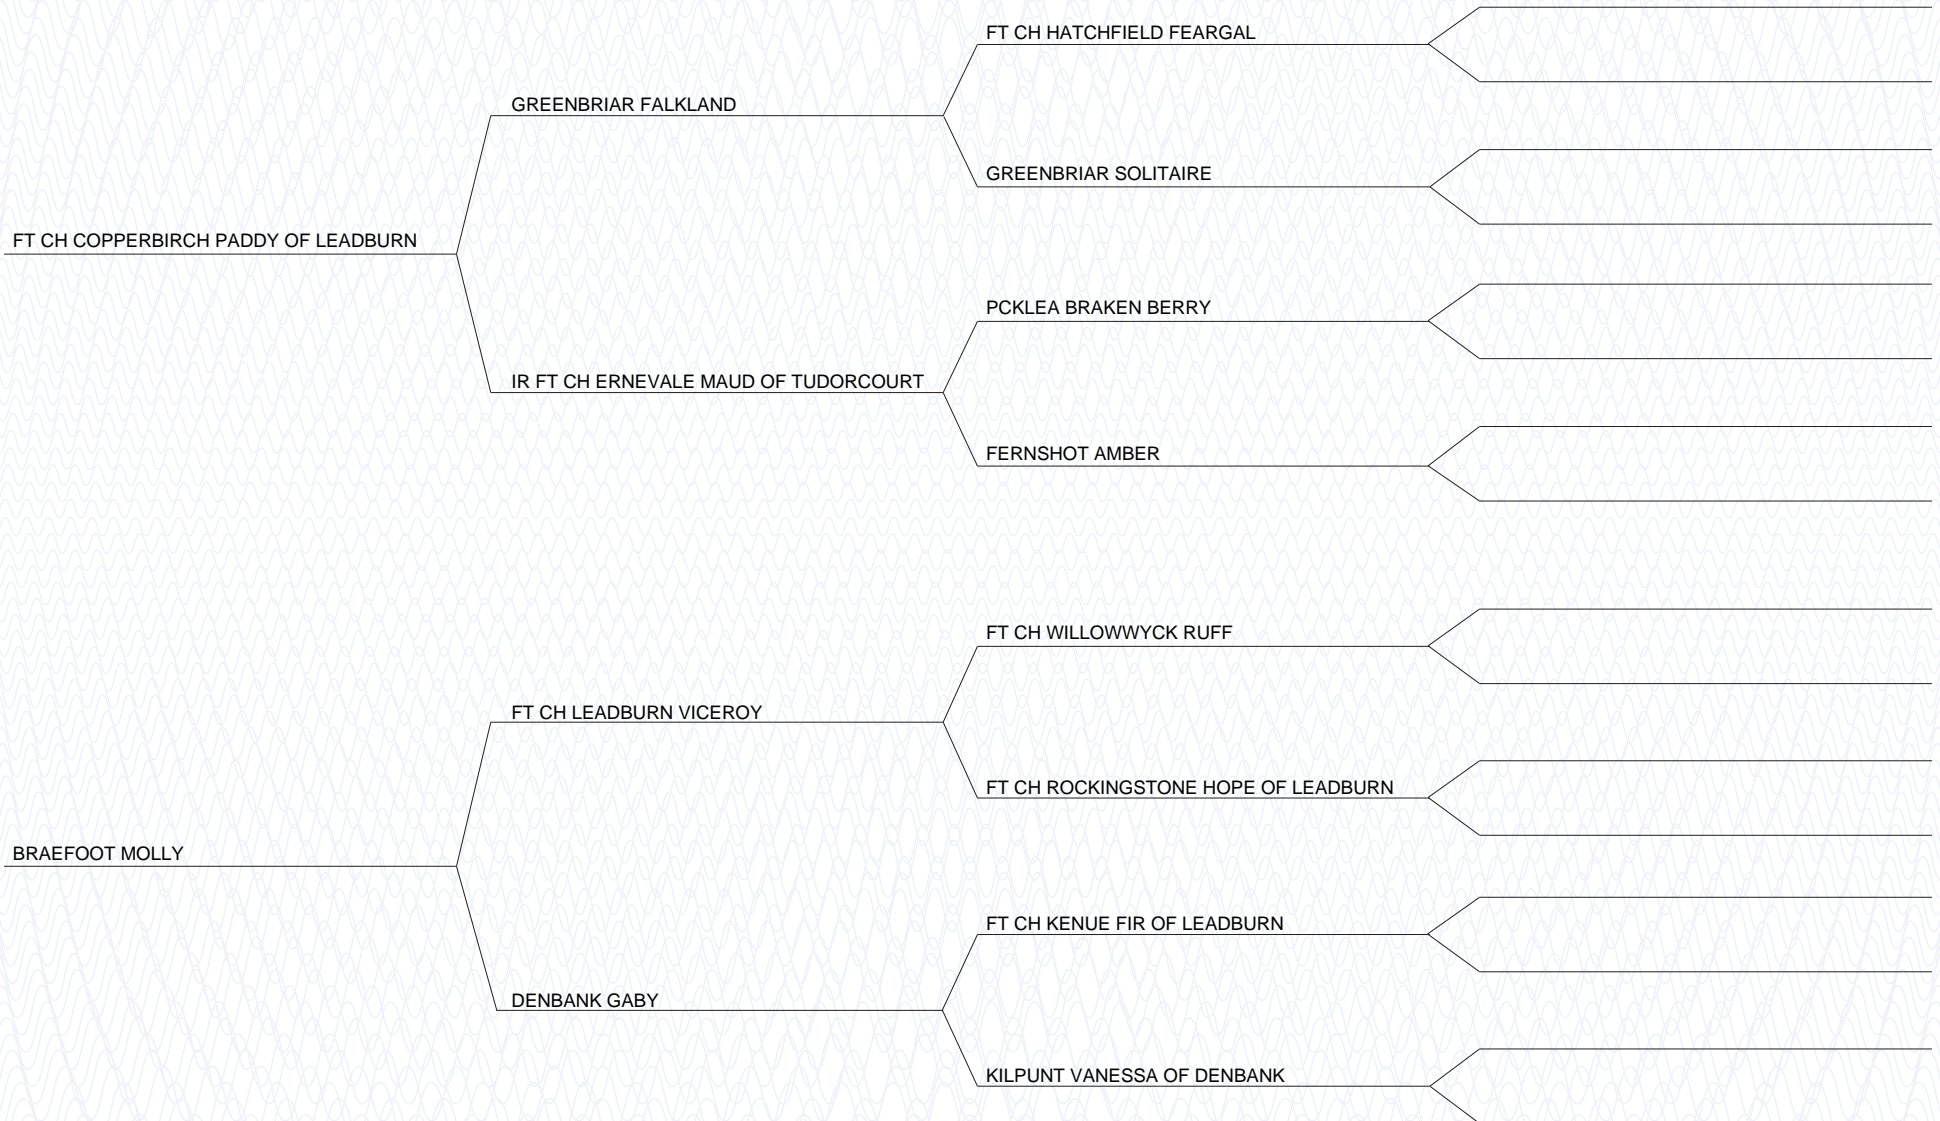 FT CH HATCHFIELD FEARGAL
GREENBRIAR FALKLAND
GREENBRIAR SOLITAIRE
FT CH COPPERBIRCH PADDY OF LEADBURN
PCKLEA BRAKEN BERRY
IR FT CH ERNEVALE MAUD OF TUDORCOURT
FERNSHOT AMBER
FT CH WILLOWWYCK RUFF
FT CH LEADBURN VICEROY
FT CH ROCKINGSTONE HOPE OF LEADBURN
BRAEFOOT MOLLY
FT CH KENUE FIR OF LEADBURN
DENBANK GABY
KILPUNT VANESSA OF DENBANK